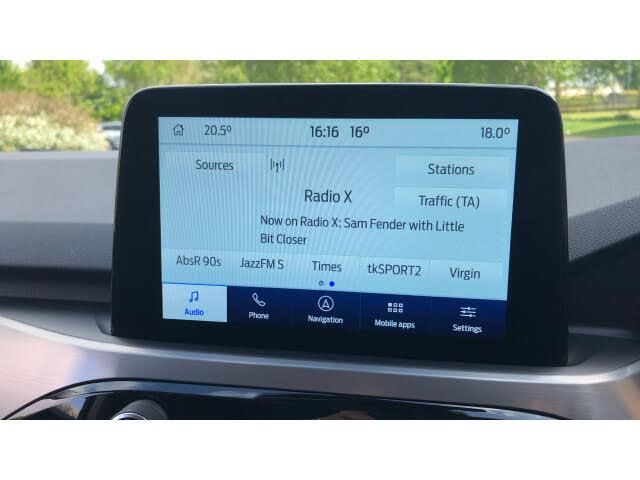 20.5° 16:16 16° 18.0°
Sources Stations
Radio X
Traffic (TA)
Now on Radio X: Sam Fender with Little
Bit Closer
AbsR 90s JazzFM S Times tkSPORT2 Virgin
Audio Phone Navigation Mobile apps Settings